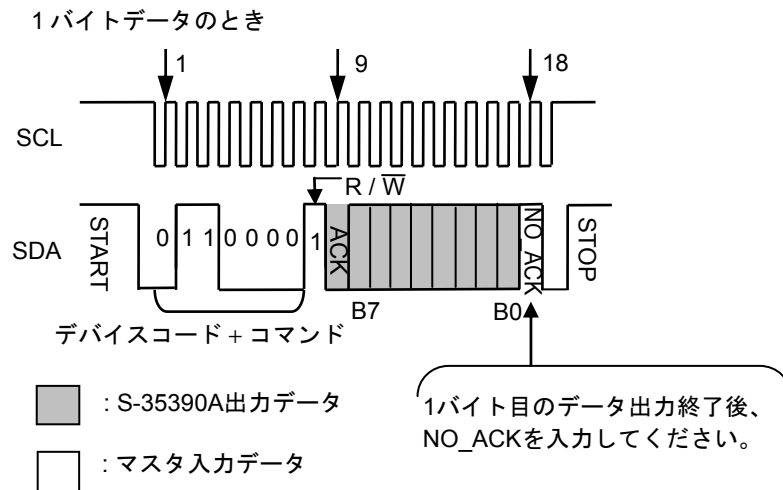 1 バイトデータのとき
1
9
18
SCL
R / W̅
SDA
START
0 1 1 0 0 0 0 1
ACK
NO_ACK
STOP
B7
B0
デバイスコード + コマンド
: S-35390A出力データ
: マスタ入力データ
1バイト目のデータ出力終了後、
NO_ACKを入力してください。